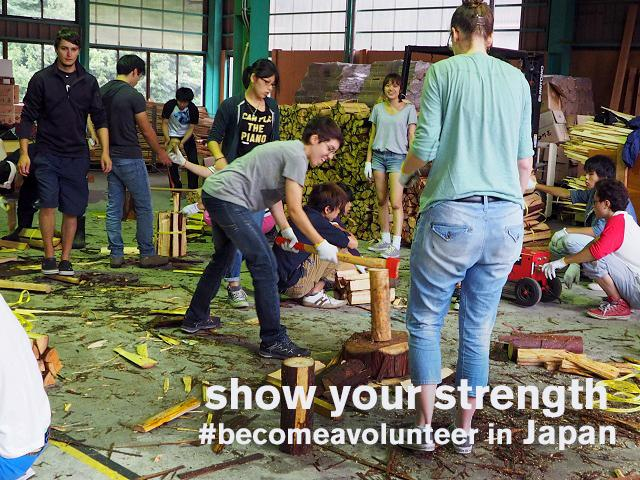 CAN PLAY
THE
PIANO
show your strength
#becomeavolunteer in Japan